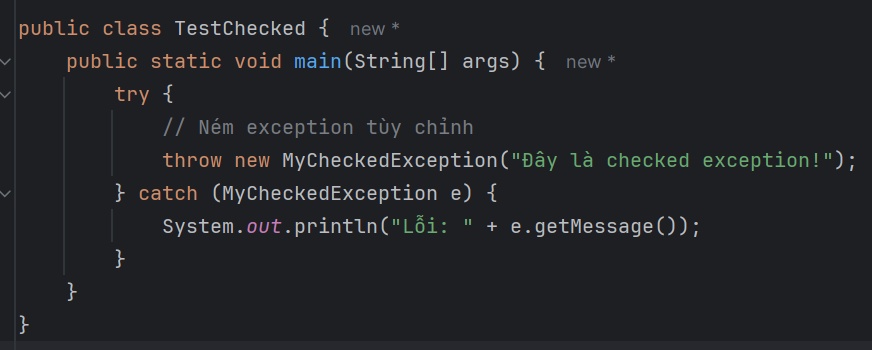 public class TestChecked { new *
public static void main(String[] args) { new *
try {
// Ném exception tùy chỉnh
throw new MyCheckedException("Đây là checked exception!");
} catch (MyCheckedException e) {
System.out.println("Lỗi: " + e.getMessage());
}
}
}